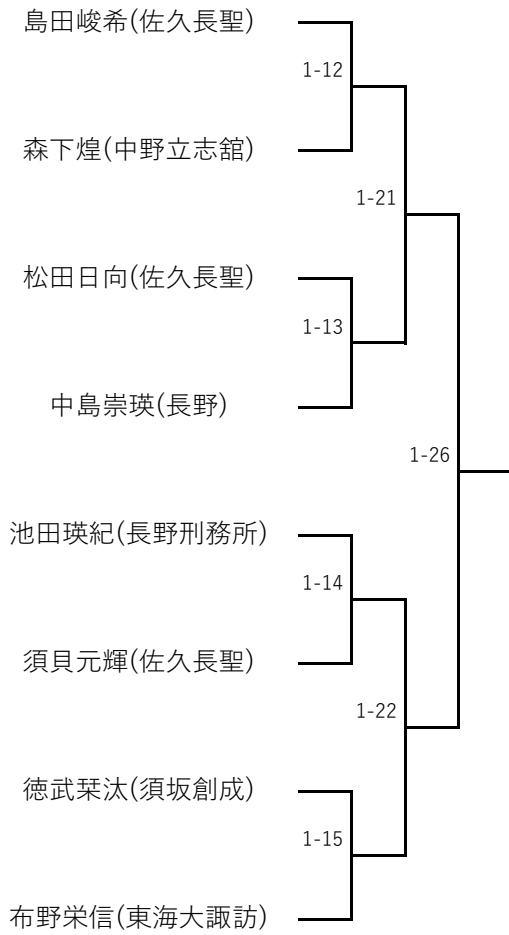 島田峻希(佐久長聖)
1-12
森下煌(中野立志舘)
1-21
松田日向(佐久長聖)
1-13
中島崇瑛(長野)
1-26
池田瑛紀(長野刑務所)
1-14
須貝元輝(佐久長聖)
1-22
徳武栞汰(須坂創成)
1-15
布野栄信(東海大諏訪)